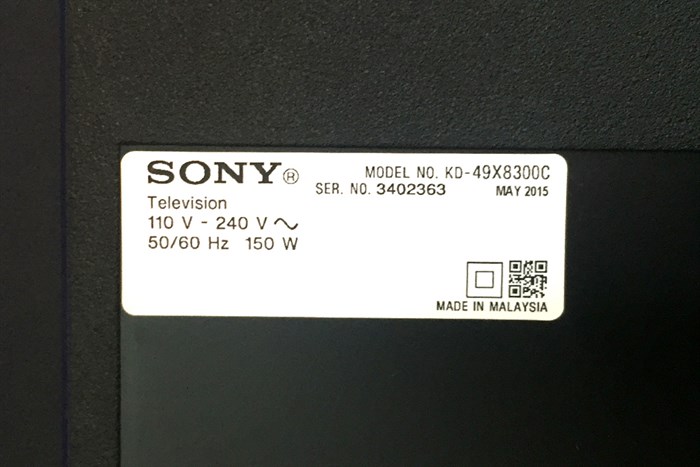 SONY®
MODEL NO. KD-49X8300C
SER. NO. 3402363 MAY 2015
Television
110 V - 240 V ~
50/60 Hz 150 W
MADE IN MALAYSIA